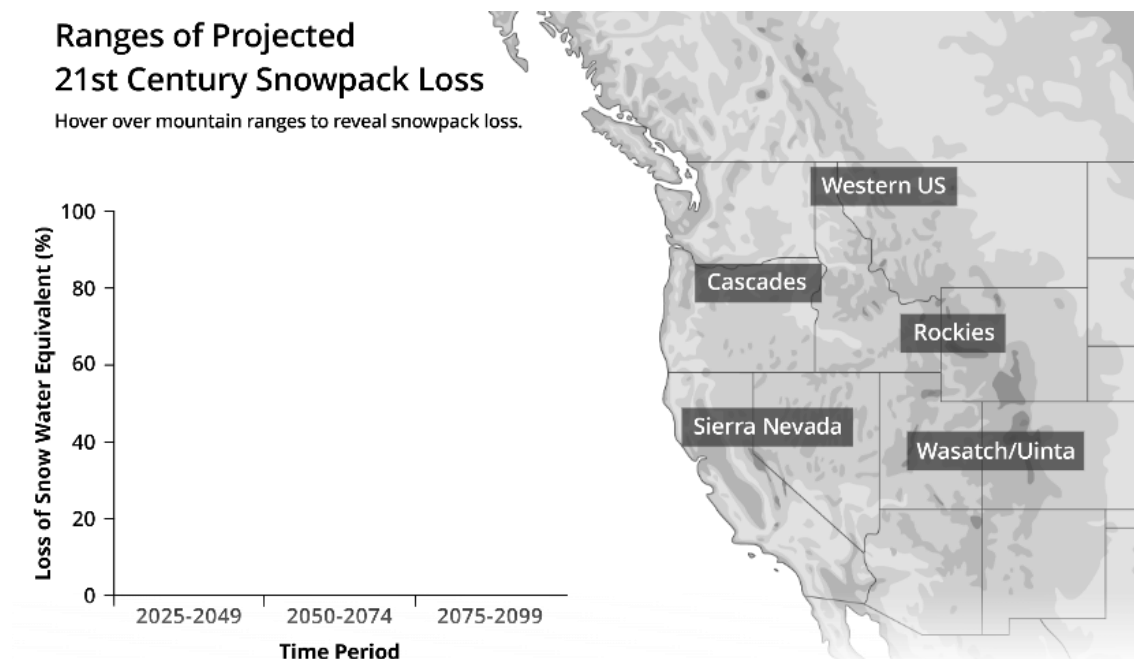 Ranges of Projected
21st Century Snowpack Loss
Hover over mountain ranges to reveal snowpack loss.
Loss of Snow Water Equivalent (%)
100
80
60
40
20
0
2025-2049
2050-2074
2075-2099
Time Period
Western US
Cascades
Rockies
Sierra Nevada
Wasatch/Uinta